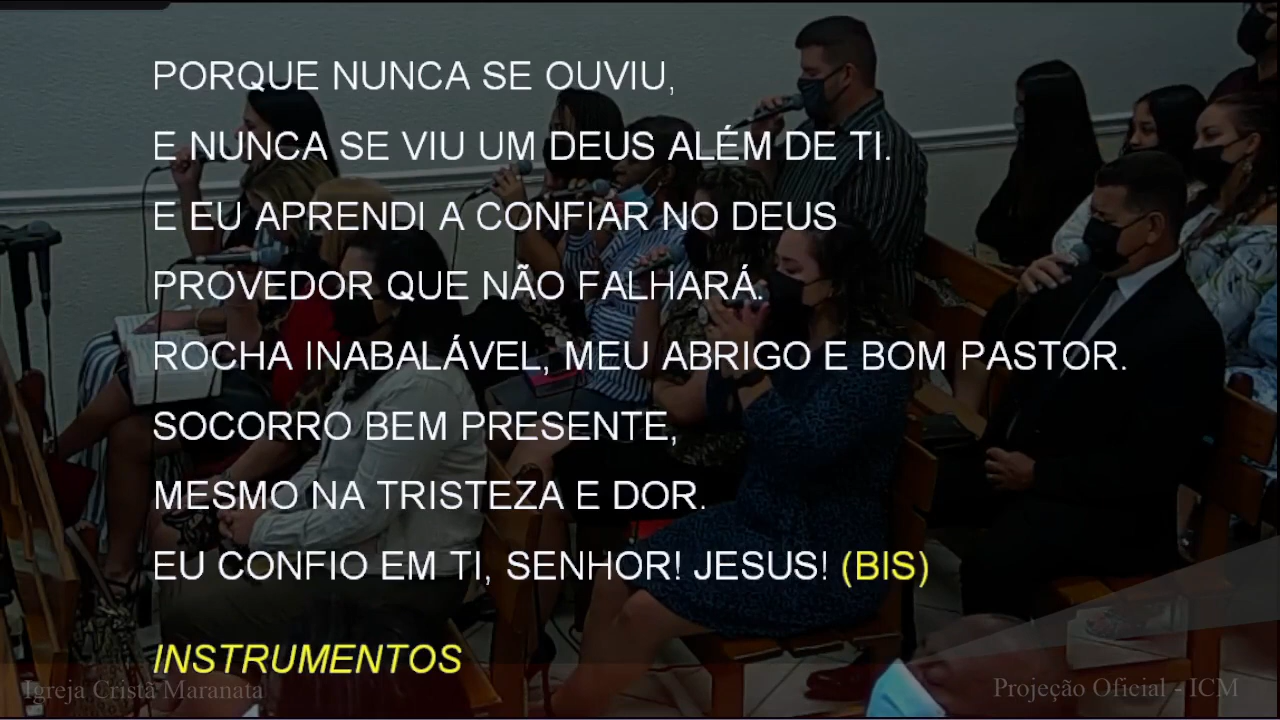 PORQUE NUNCA SE OUVIU,
E NUNCA SE VIU UM DEUS ALÉM DE TI.
E EU APRENDI A CONFIAR NO DEUS
PROVEDOR QUE NÃO FALHARÁ.
ROCHA INABALÁVEL, MEU ABRIGO E BOM PASTOR.
SOCORRO BEM PRESENTE,
MESMO NA TRISTEZA E DOR.
EU CONFIO EM TI, SENHOR! JESUS! (BIS)
INSTRUMENTOS
Igreja Cristã Maranata
Projeção Oficial - ICM